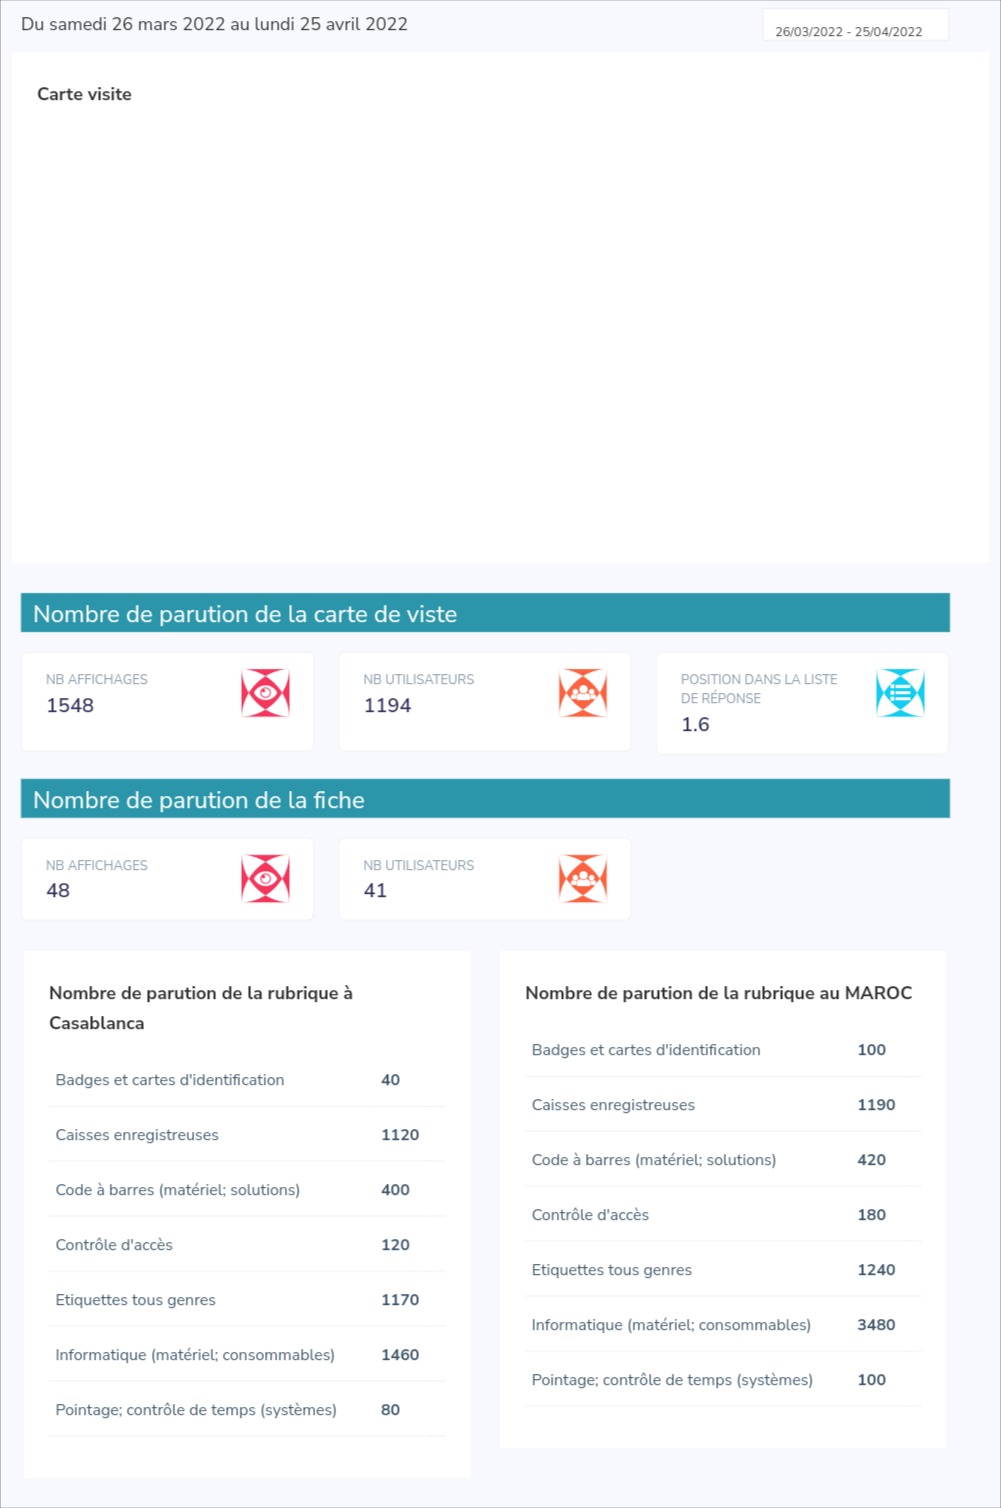 Du samedi 26 mars 2022 au lundi 25 avril 2022
26/03/2022 - 25/04/2022
Carte visite
Nombre de parution de la carte de viste
NB AFFICHAGES
1548
NB UTILISATEURS
1194
POSITION DANS LA LISTE
DE RÉPONSE
1.6
Nombre de parution de la fiche
NB AFFICHAGES
48
NB UTILISATEURS
41
Nombre de parution de la rubrique à
Casablanca
Badges et cartes d'identification 40
Caisses enregistreuses 1120
Code à barres (matériel; solutions) 400
Contrôle d'accès 120
Etiquettes tous genres 1170
Informatique (matériel; consommables) 1460
Pointage; contrôle de temps (systèmes) 80
Nombre de parution de la rubrique au MAROC
Badges et cartes d'identification 100
Caisses enregistreuses 1190
Code à barres (matériel; solutions) 420
Contrôle d'accès 180
Etiquettes tous genres 1240
Informatique (matériel; consommables) 3480
Pointage; contrôle de temps (systèmes) 100